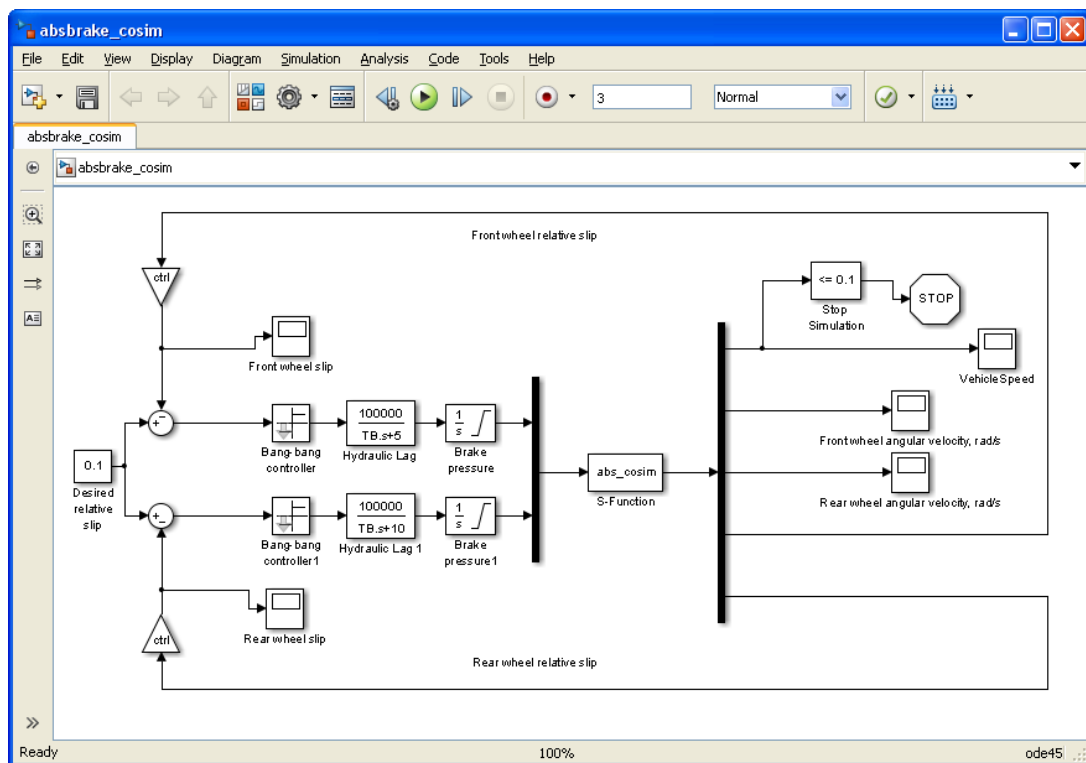 absbrake_cosim
File Edit View Display Diagram Simulation Analysis Code Tools Help
3 Normal
absbrake_cosim
absbrake_cosim
Front wheel relative slip
ctrl
<= 0.1
STOP
Stop
Simulation
Front wheel slip
Vehicle Speed
100000
TB.s+5
1
s
Bang-bang
controller
Hydraulic Lag
Brake
pressure
Front wheel angular velocity, rad/s
0.1
Desired
relative
slip
abs_cosim
S-Function
Rear wheel angular velocity, rad/s
100000
TB.s+10
1
s
Bang-bang
controller1
Hydraulic Lag 1
Brake
pressure1
ctrl
Rear wheel slip
Rear wheel relative slip
Ready 100% ode45